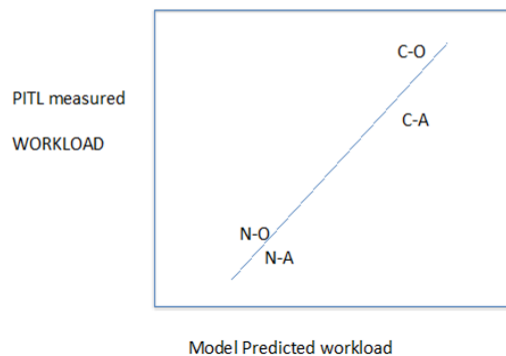 C-O
PITL measured
WORKLOAD
C-A
N-O
N-A
Model Predicted workload